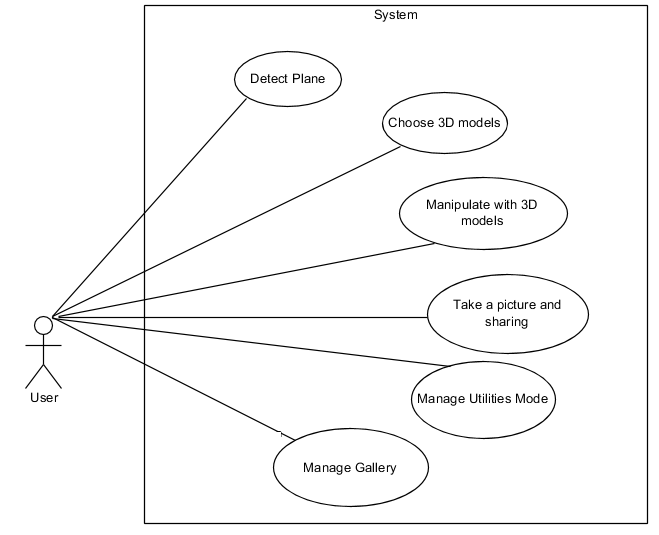 System
Detect Plane
Choose 3D models
Manipulate with 3D
models
Take a picture and
sharing
Manage Utilities Mode
User
Manage Gallery